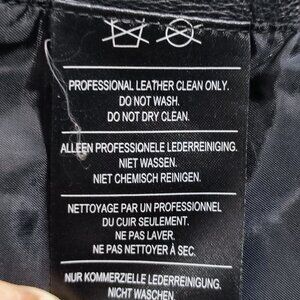 PROFESSIONAL LEATHER CLEAN ONLY.
DO NOT WASH.
DO NOT DRY CLEAN.
ALLEEN PROFESSIONELE LEDERREINIGING.
NIET WASSEN.
NIET CHEMISCH REINIGEN.
NETTOYAGE PAR UN PROFESSIONNEL
DU CUIR SEULEMENT.
NE PAS LAVER.
NE PAS NETTOYER À SEC.
NUR KOMMERZIELLE LEDERREINIGUNG.
NICHT WASCHEN